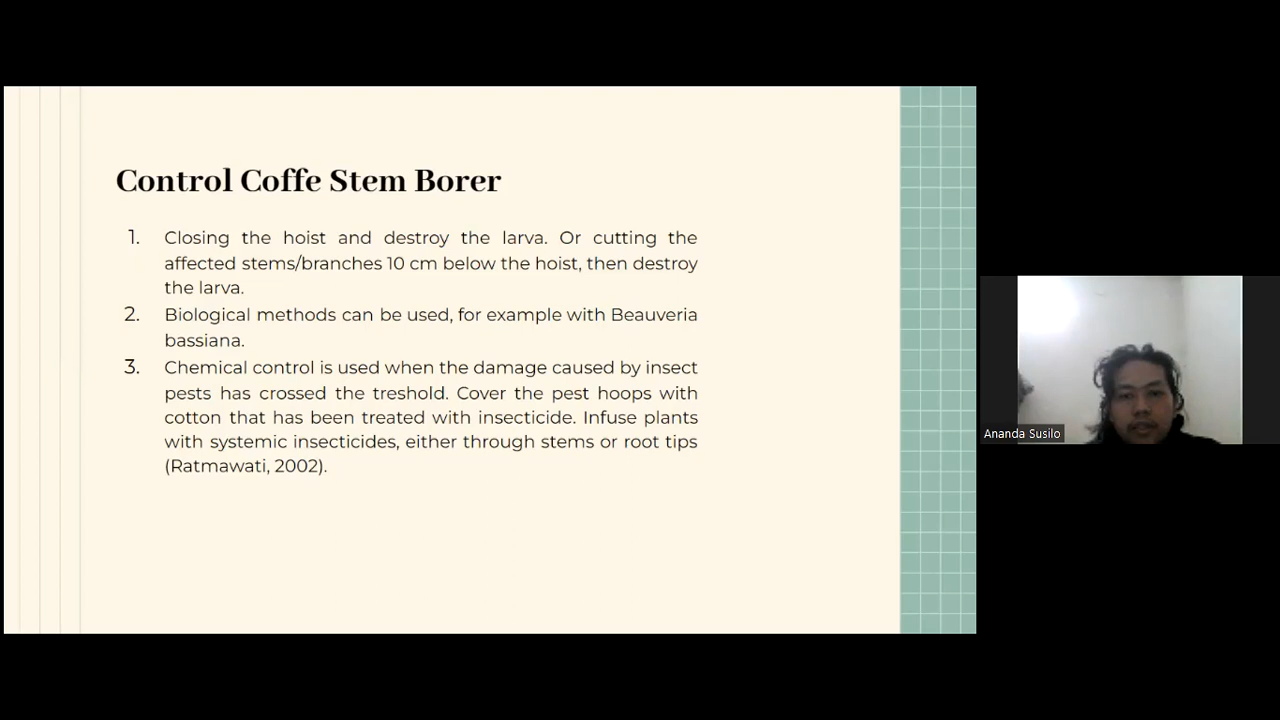 Control Coffe Stem Borer
1. Closing the hoist and destroy the larva. Or cutting the
affected stems/branches 10 cm below the hoist, then destroy
the larva.
2. Biological methods can be used, for example with Beauveria
bassiana.
3. Chemical control is used when the damage caused by insect
pests has crossed the treshold. Cover the pest hoops with
cotton that has been treated with insecticide. Infuse plants
with systemic insecticides, either through stems or root tips
(Ratmawati, 2002).
Ananda Susilo